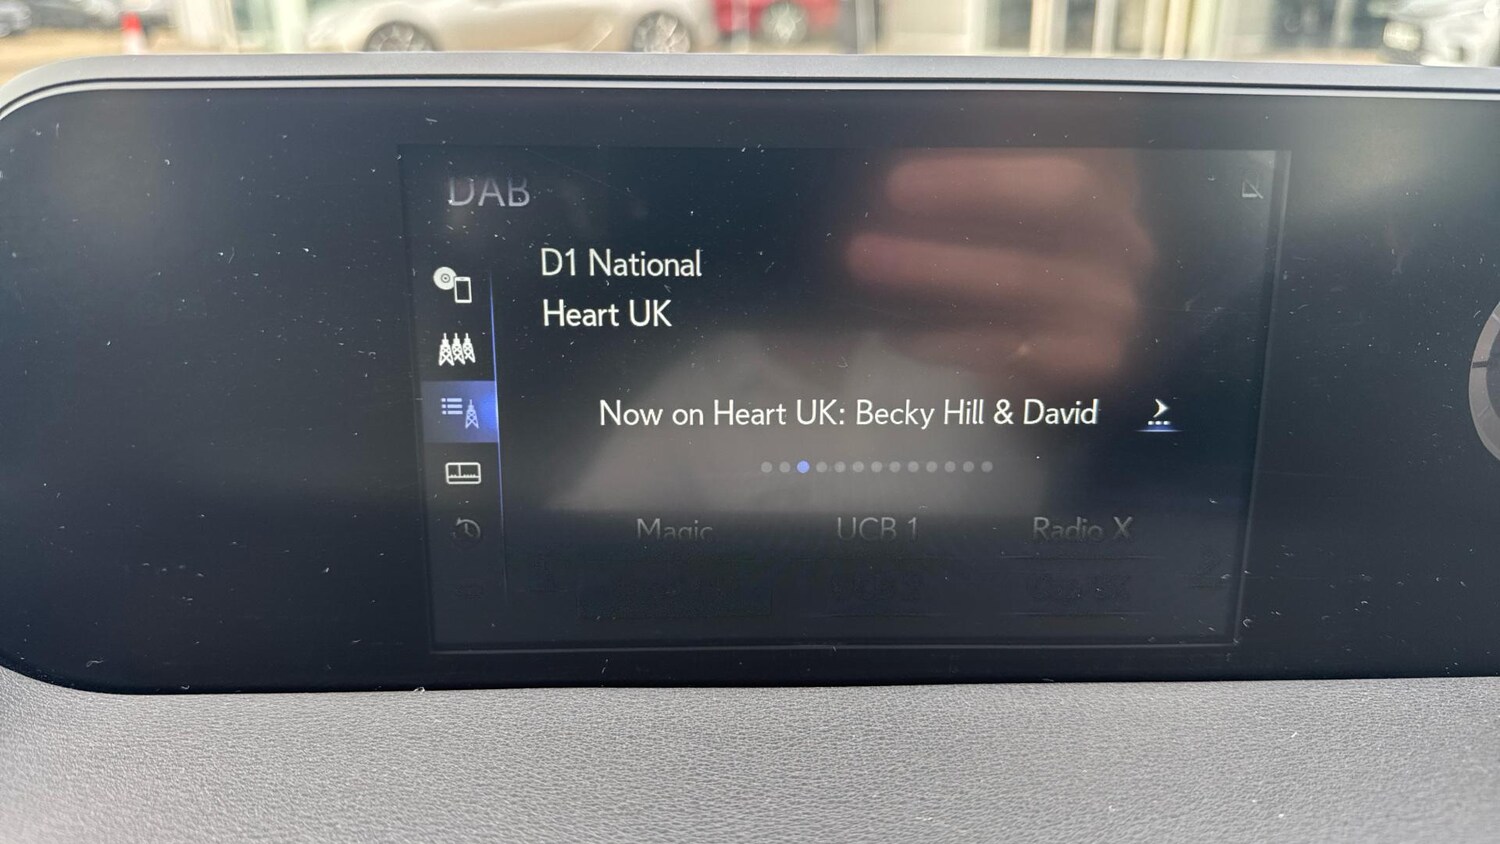 DAB
D1 National
Heart UK
Now on Heart UK: Becky Hill & David
Magic
UCB 1
Radio X